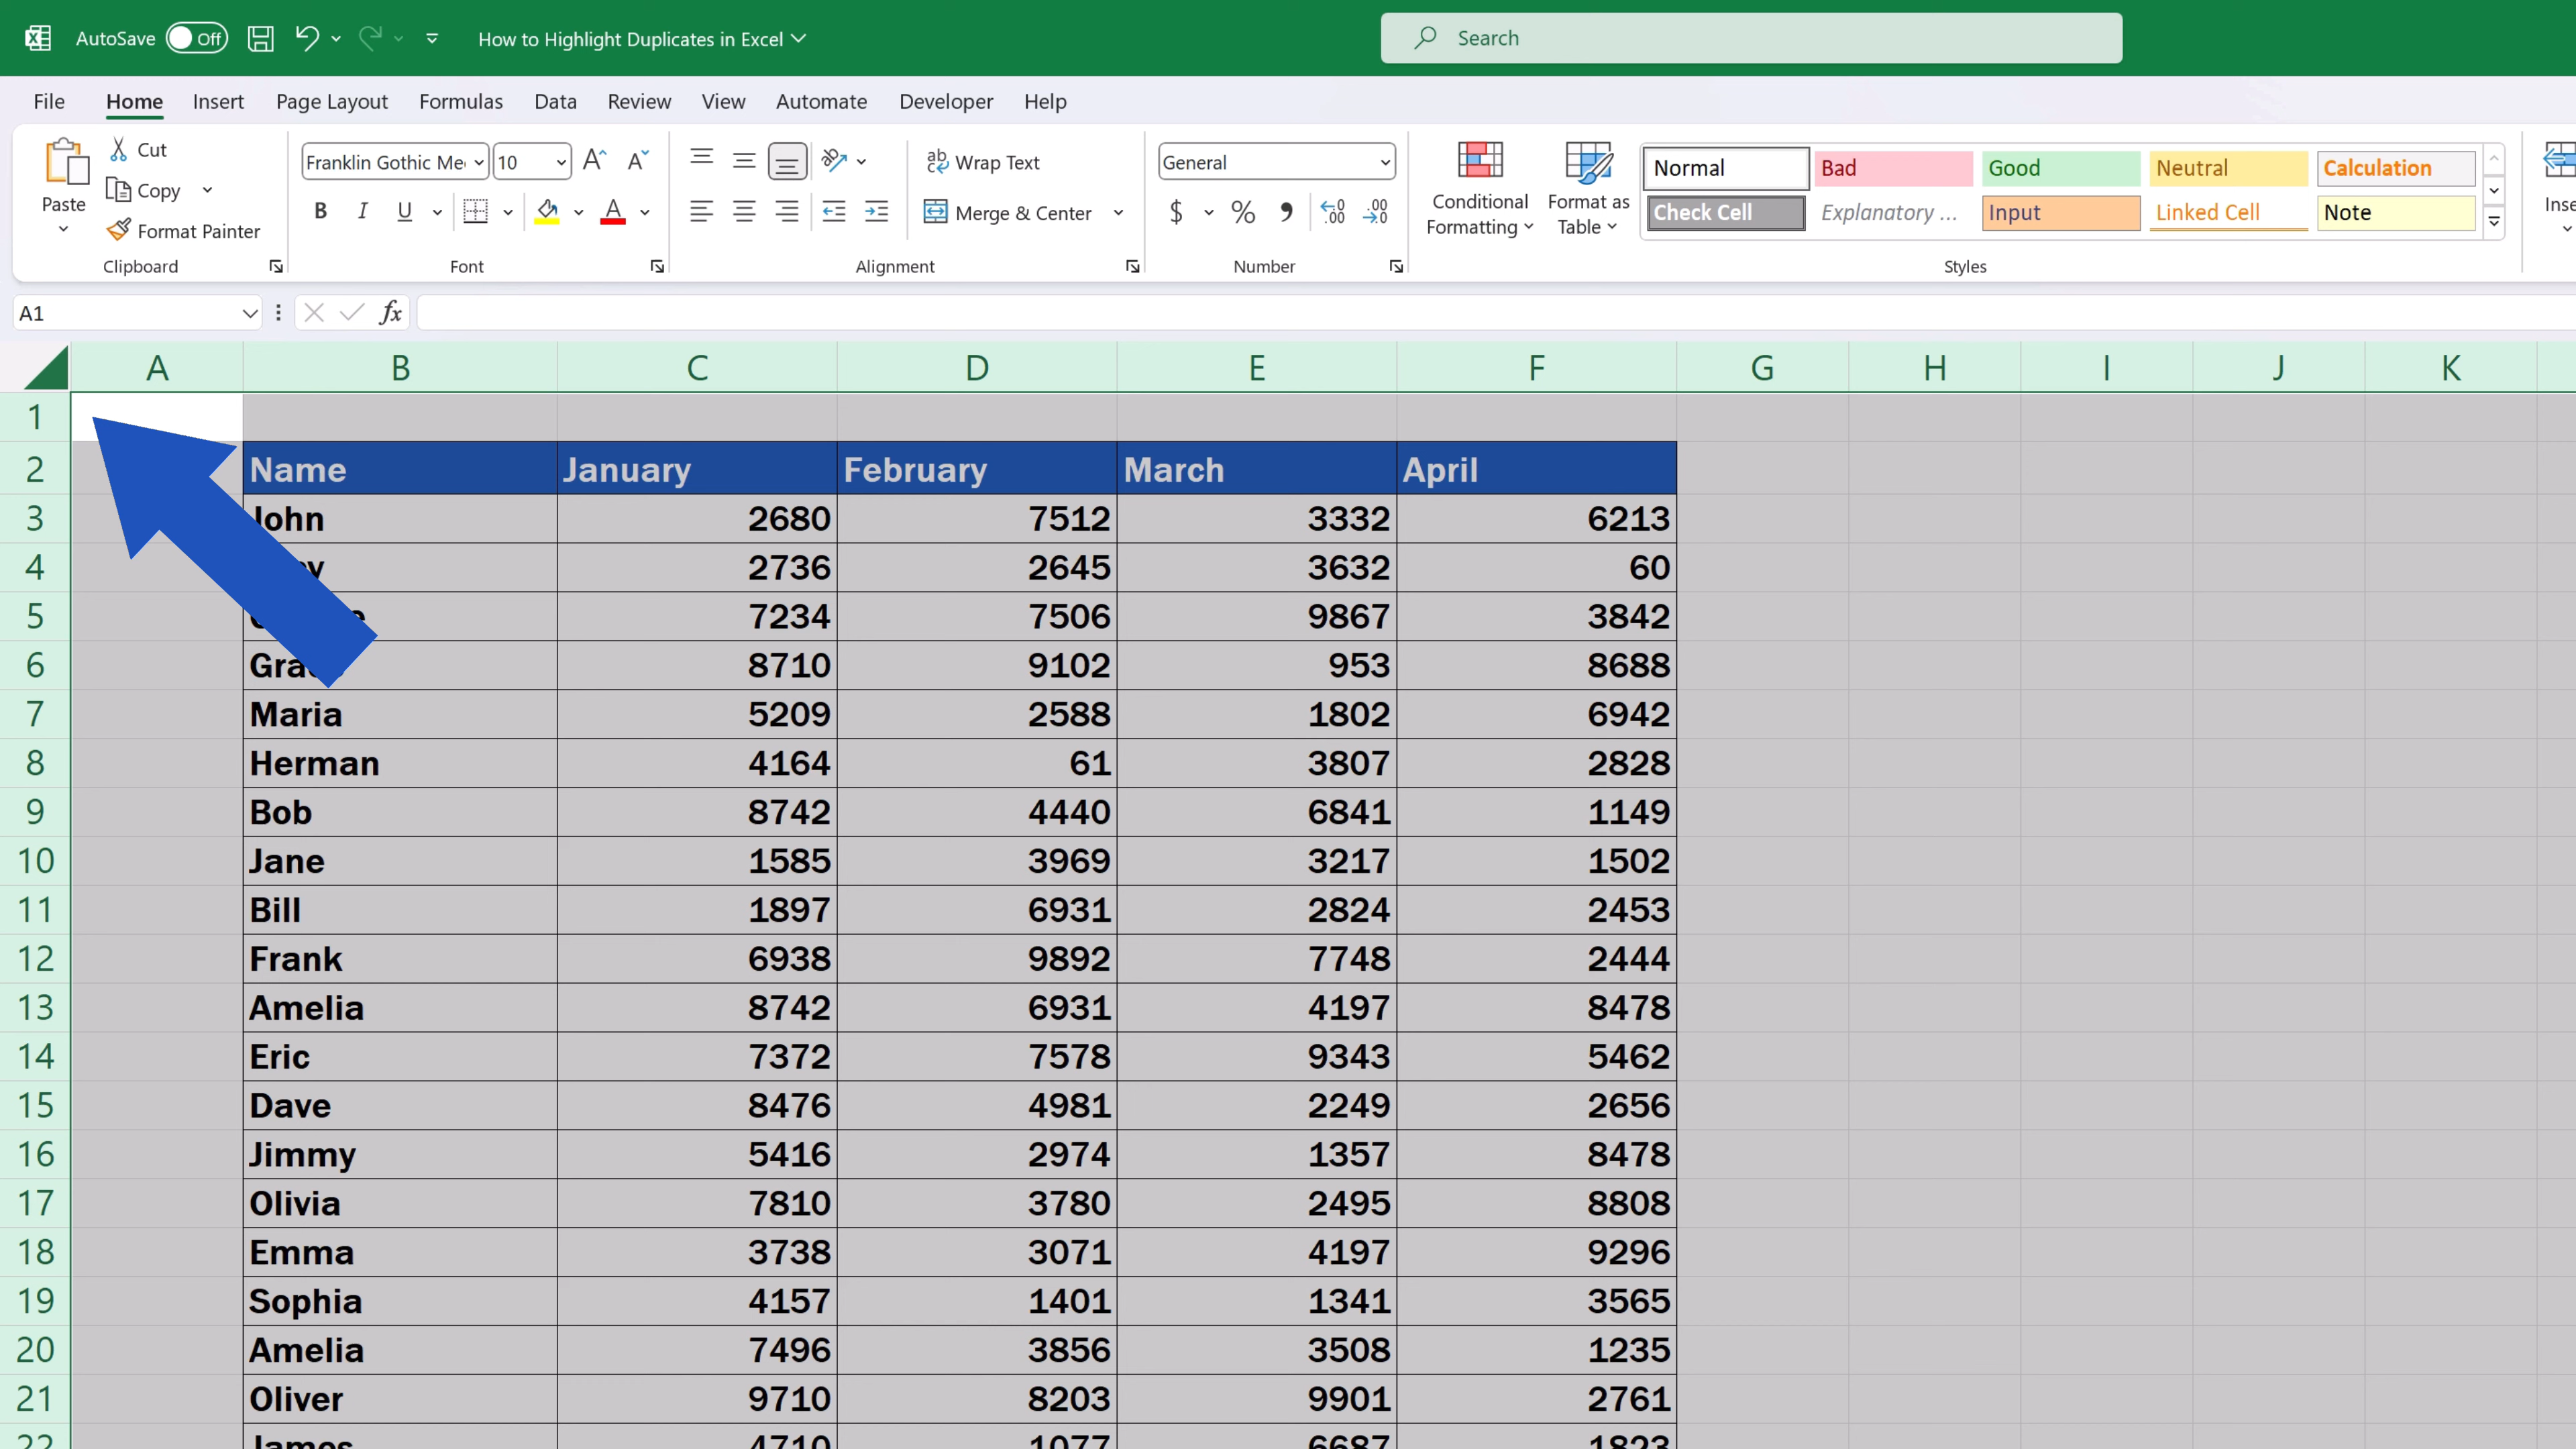 AutoSave Off How to Highlight Duplicates in Excel Search
File Home Insert Page Layout Formulas Data Review View Automate Developer Help
Paste
Cut
Copy
Format Painter
Clipboard
Franklin Gothic Me 10
B I U
Font
Wrap Text
Merge & Center
Alignment
General
$ % ,
Number
Conditional Formatting
Format as Table
Normal Bad Good Neutral Calculation
Check Cell Explanatory ... Input Linked Cell Note
Styles
A1 fx
A B C D E F G H I J K
1
2 Name January February March April
3 John 2680 7512 3332 6213
4 2736 2645 3632 60
5 7234 7506 9867 3842
6 8710 9102 953 8688
7 Maria 5209 2588 1802 6942
8 Herman 4164 61 3807 2828
9 Bob 8742 4440 6841 1149
10 Jane 1585 3969 3217 1502
11 Bill 1897 6931 2824 2453
12 Frank 6938 9892 7748 2444
13 Amelia 8742 6931 4197 8478
14 Eric 7372 7578 9343 5462
15 Dave 8476 4981 2249 2656
16 Jimmy 5416 2974 1357 8478
17 Olivia 7810 3780 2495 8808
18 Emma 3738 3071 4197 9296
19 Sophia 4157 1401 1341 3565
20 Amelia 7496 3856 3508 1235
21 Oliver 9710 8203 9901 2761
22 James 4710 1077 6687 1823